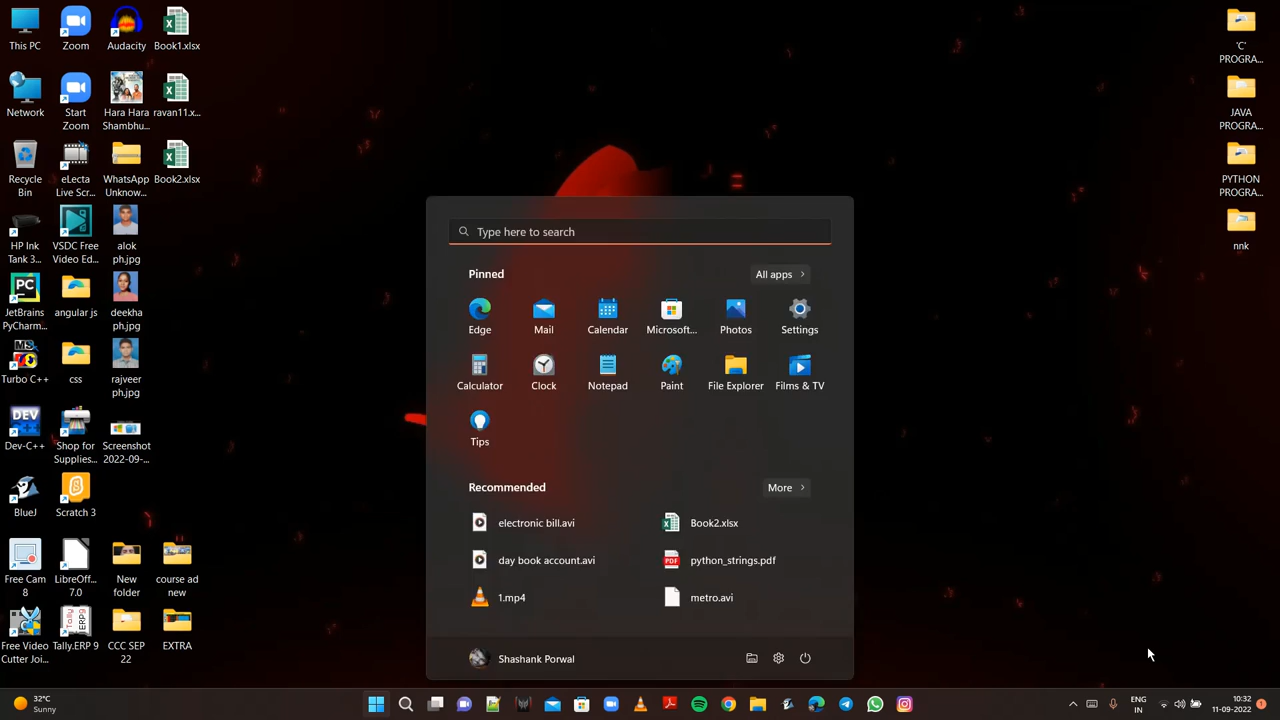 This PC
Zoom
Audacity
Book1.xlsx
Network
Start
Zoom
Hara Hara
Shambhu...
ravan11.x...
Recycle
Bin
eLecta
Live Scr...
WhatsApp
Unknow...
Book2.xlsx
HP Ink
Tank 3...
VSDC Free
Video Ed...
alok
ph.jpg
PC
JetBrains
PyCharm...
angular js
deekha
ph.jpg
Turbo C++
css
rajveer
ph.jpg
DEV
Dev-C++
Shop for
Supplies...
Screenshot
2022-09-...
BlueJ
Scratch 3
Free Cam
8
LibreOff...
7.0
New
folder
course ad
new
Free Video
Cutter Joi...
Tally.ERP 9
CCC SEP
22
EXTRA
'C'
PROGRA...
JAVA
PROGRA...
PYTHON
PROGRA...
nnk
Type here to search
Pinned
All apps >
Edge
Mail
Calendar
Microsoft...
Photos
Settings
Calculator
Clock
Notepad
Paint
File Explorer
Films & TV
Tips
Recommended
More >
electronic bill.avi
Book2.xlsx
day book account.avi
python_strings.pdf
1.mp4
metro.avi
Shashank Porwal
32°C
Sunny
ENG
IN
10:32
11-09-2022
1